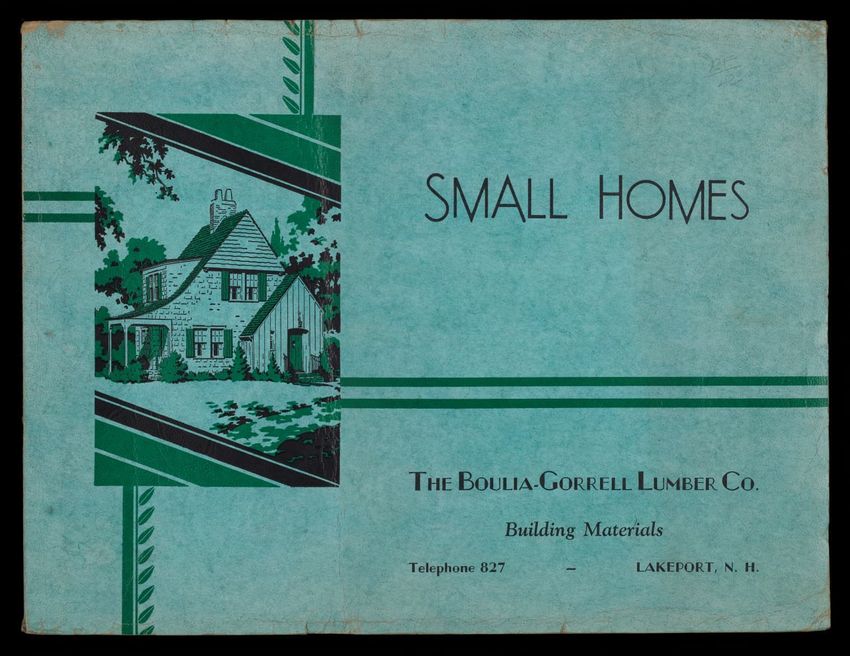 SMALL HOMES
THE BOULIA-GORRELL LUMBER CO.
Building Materials
Telephone 827 – LAKEPORT, N. H.